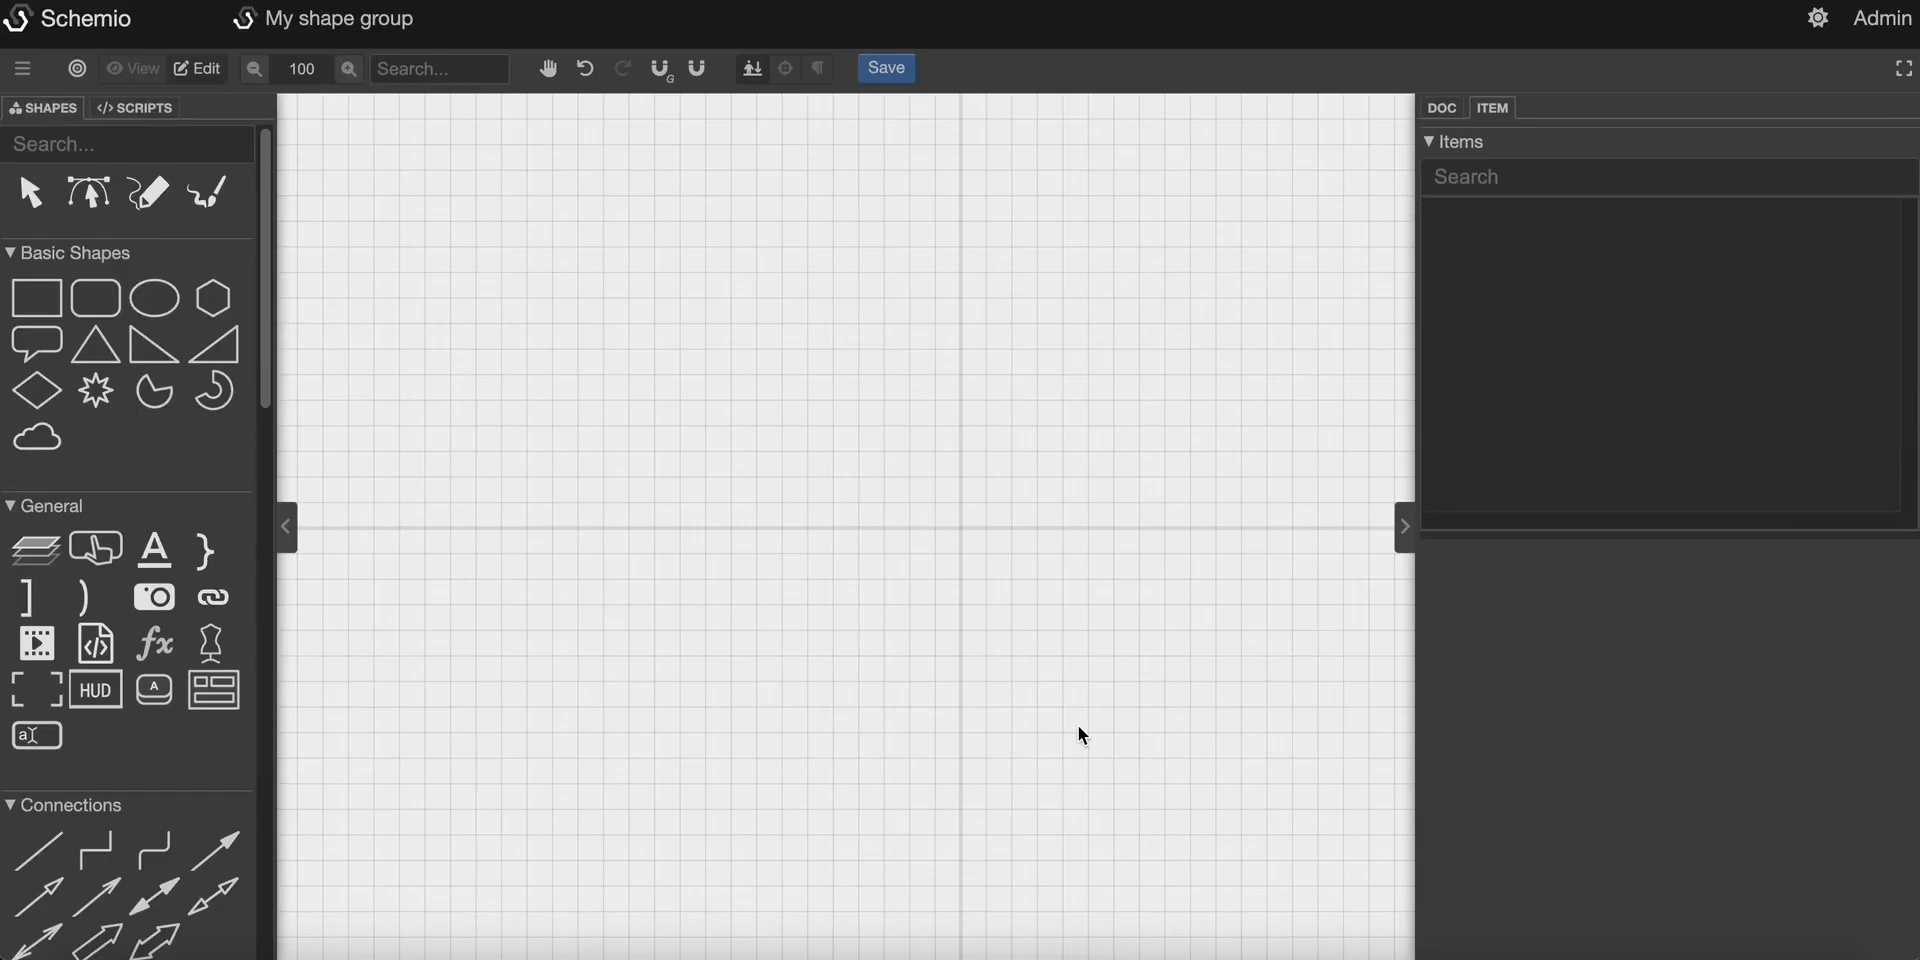 Schemio
My shape group
Admin
View
Edit
100
Search...
G
Save
SHAPES
</> SCRIPTS
DOC
ITEM
Search...
Items
Search
Basic Shapes
General
A
}
]
)
</>
fx
HUD
A
a
Connections